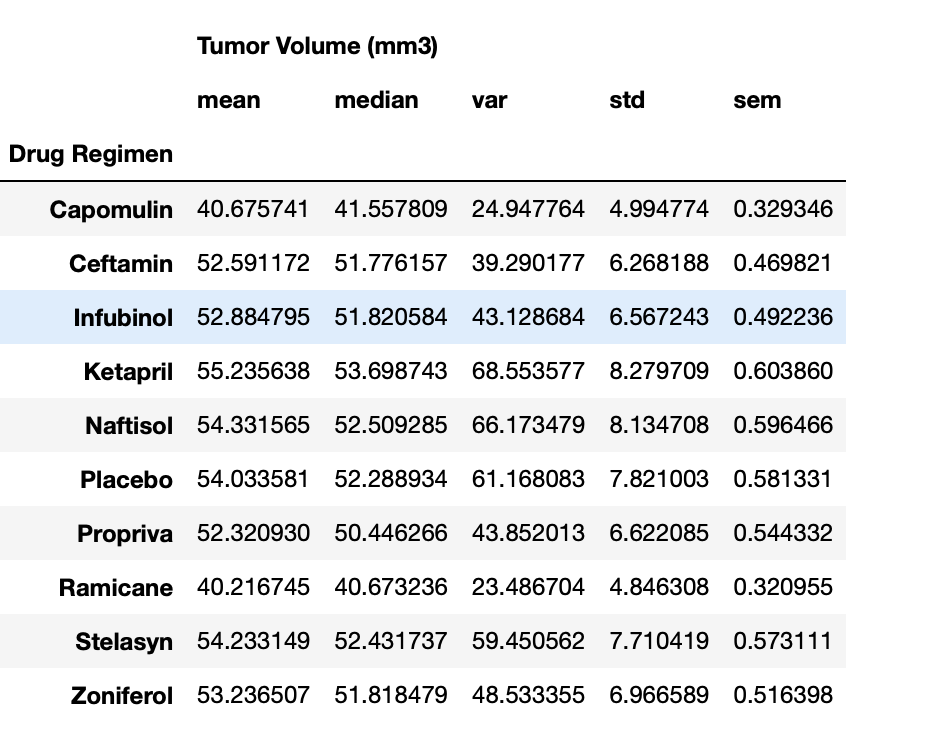 Tumor Volume (mm3)
mean median var std sem
Drug Regimen
Capomulin 40.675741 41.557809 24.947764 4.994774 0.329346
Ceftamin 52.591172 51.776157 39.290177 6.268188 0.469821
Infubinol 52.884795 51.820584 43.128684 6.567243 0.492236
Ketapril 55.235638 53.698743 68.553577 8.279709 0.603860
Naftisol 54.331565 52.509285 66.173479 8.134708 0.596466
Placebo 54.033581 52.288934 61.168083 7.821003 0.581331
Propriva 52.320930 50.446266 43.852013 6.622085 0.544332
Ramicane 40.216745 40.673236 23.486704 4.846308 0.320955
Stelasyn 54.233149 52.431737 59.450562 7.710419 0.573111
Zoniferol 53.236507 51.818479 48.533355 6.966589 0.516398